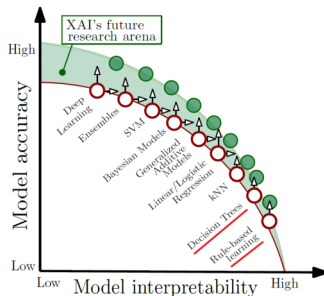 XAI's future
research arena
High
Deep
Learning
Ensembles
SVM
Bayesian Models
Generalized
Additive
Models
Linear/Logistic
Regression
kNN
Decision Trees
Rule-based
learning
Model accuracy
Low
Low
High
Model interpretability